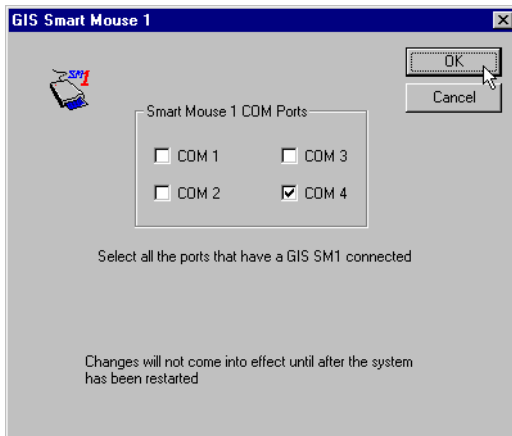 GIS Smart Mouse 1
SM1
OK
Cancel
Smart Mouse 1 COM Ports
COM 1
COM 3
COM 2
COM 4
Select all the ports that have a GIS SM1 connected
Changes will not come into effect until after the system
has been restarted